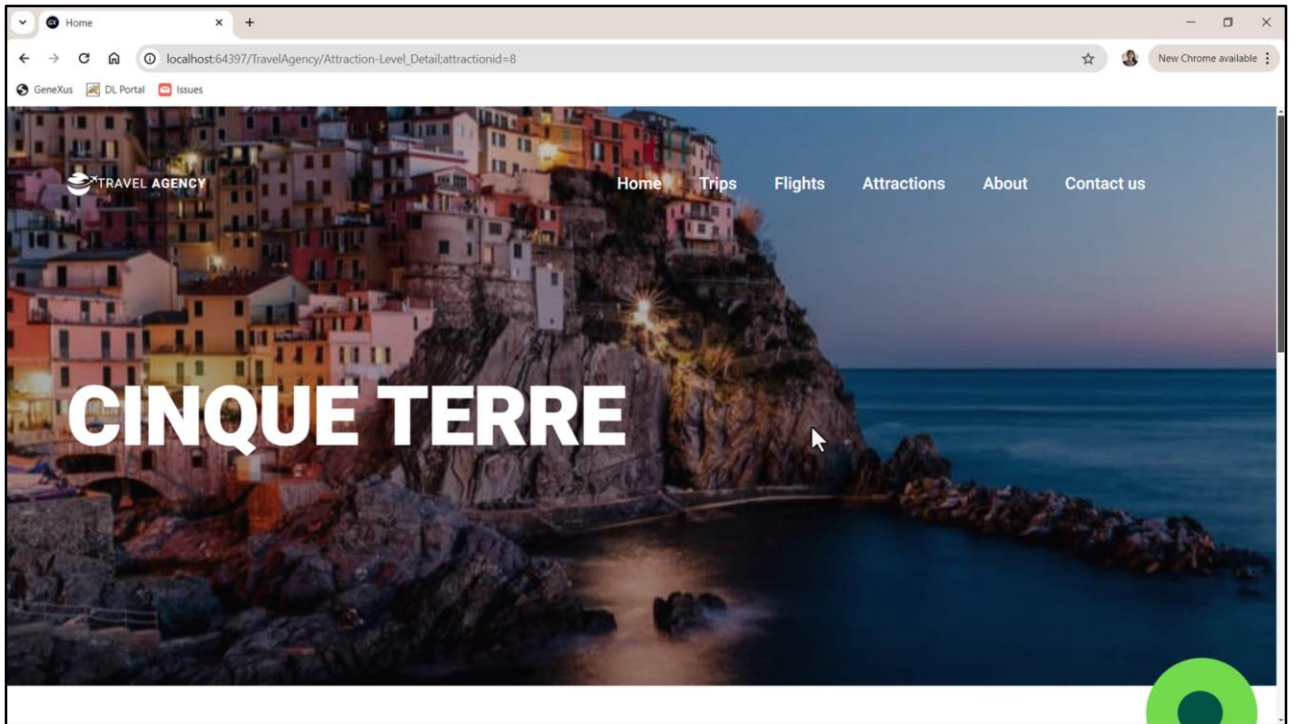 Home
localhost:64397/TravelAgency/Attraction-Level_Detail;attractionid=8
New Chrome available
GeneXus DL Portal Issues
TRAVEL AGENCY
Home Trips Flights Attractions About Contact us
CINQUE TERRE